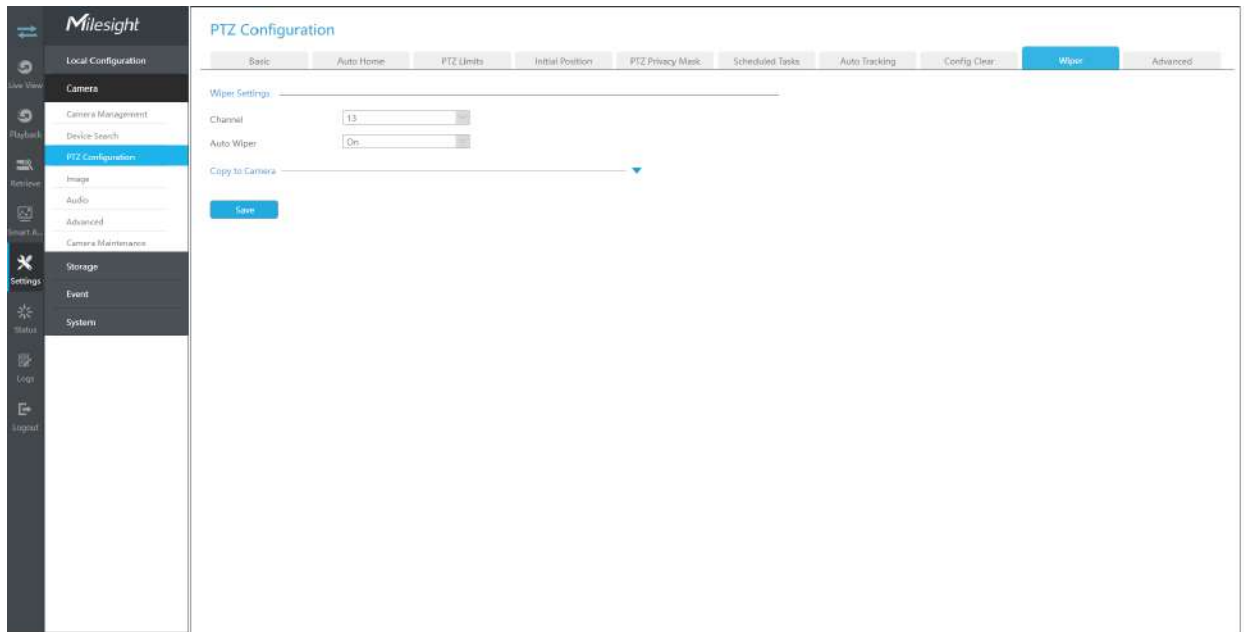 Milesight
Live View
Playback
Retrieve
Smart A...
Settings
Status
Logs
Logout
Local Configuration
Camera
Camera Management
Device Search
PTZ Configuration
Image
Audio
Advanced
Camera Maintenance
Storage
Event
System
PTZ Configuration
Basic Auto Home PTZ Limits Initial Position PTZ Privacy Mask Scheduled Tasks Auto Tracking Config Clear Wiper Advanced
Wiper Settings
Channel 13
Auto Wiper On
Copy to Camera
Save